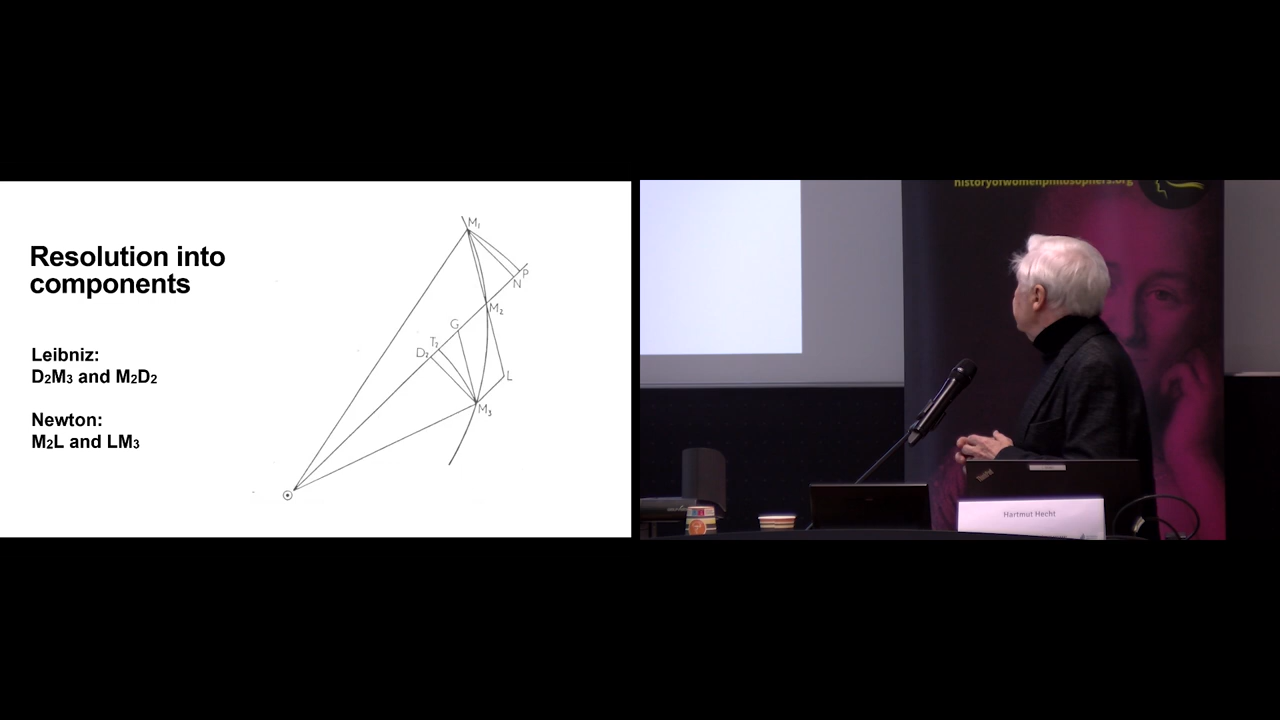 Resolution into
components
Leibniz:
D₂M₃ and M₂D₂
Newton:
M₂L and LM₃
M₁
P
N
M₂
G
T₂
D₂
L
M₃
historyofwomenphilosophers.org
ThinkPad
Hartmut Hecht